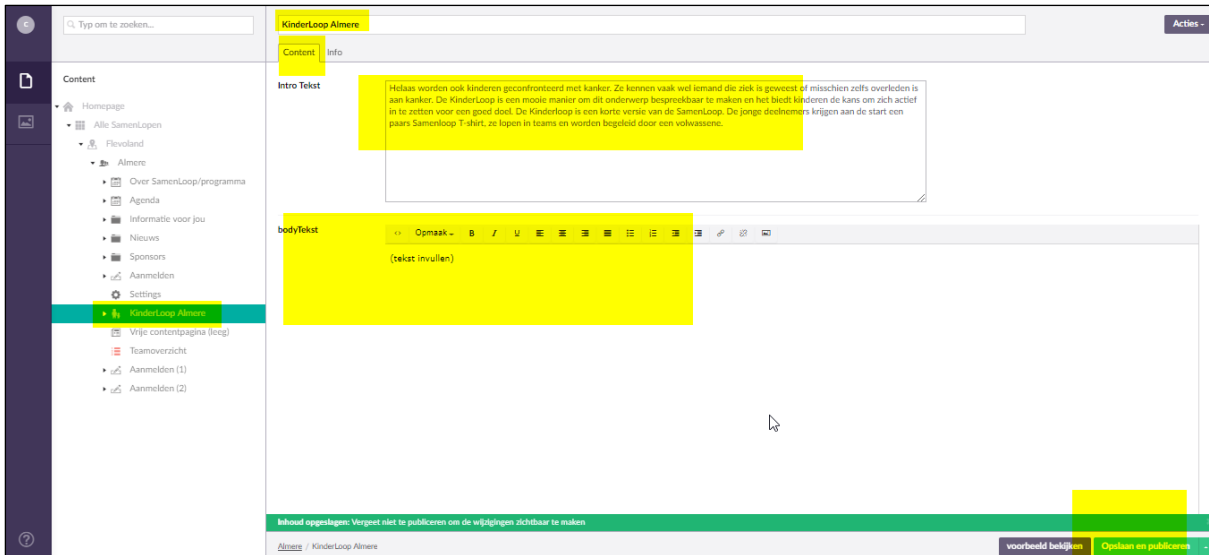 C
Typ om te zoeken...
KinderLoop Almere
Acties
Content
Info
Content
Homepage
Alle SamenLopen
Flevoland
Almere
Over SamenLoop/programma
Agenda
Informatie voor jou
Nieuws
Sponsors
Aanmelden
Settings
KinderLoop Almere
Vrije contentpagina (leeg)
Teamoverzicht
Aanmelden (1)
Aanmelden (2)
Intro Tekst
Helaas worden ook kinderen geconfronteerd met kanker. Ze kennen vaak wel iemand die ziek is geweest of misschien zelfs overleden is
aan kanker. De KinderLoop is een mooie manier om dit onderwerp bespreekbaar te maken en het biedt kinderen de kans om zich actief
in te zetten voor een goed doel. De Kinderloop is een korte versie van de SamenLoop. De jonge deelnemers krijgen aan de start een
paars Samenloop T-shirt, ze lopen in teams en worden begeleid door een volwassene.
bodyTekst
Opmaak B I U
(tekst invullen)
Inhoud opgeslagen: Vergeet niet te publiceren om de wijzigingen zichtbaar te maken
Almere / KinderLoop Almere
voorbeeld bekijken
Opslaan en publiceren
?